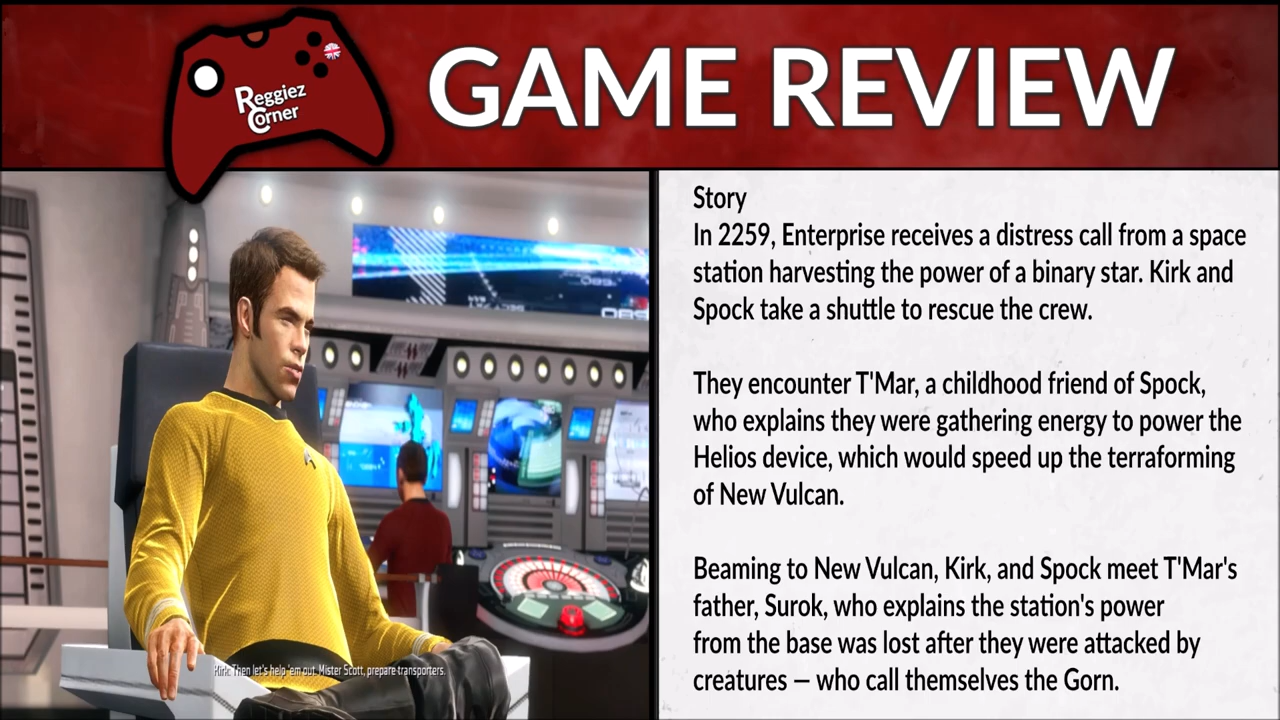 Reggiez
Corner
GAME REVIEW
Story
In 2259, Enterprise receives a distress call from a space
station harvesting the power of a binary star. Kirk and
Spock take a shuttle to rescue the crew.
They encounter T'Mar, a childhood friend of Spock,
who explains they were gathering energy to power the
Helios device, which would speed up the terraforming
of New Vulcan.
Beaming to New Vulcan, Kirk, and Spock meet T'Mar's
father, Surok, who explains the station's power
from the base was lost after they were attacked by
creatures — who call themselves the Gorn.
Kirk: Then let's help 'em out. Mister Scott, prepare transporters.